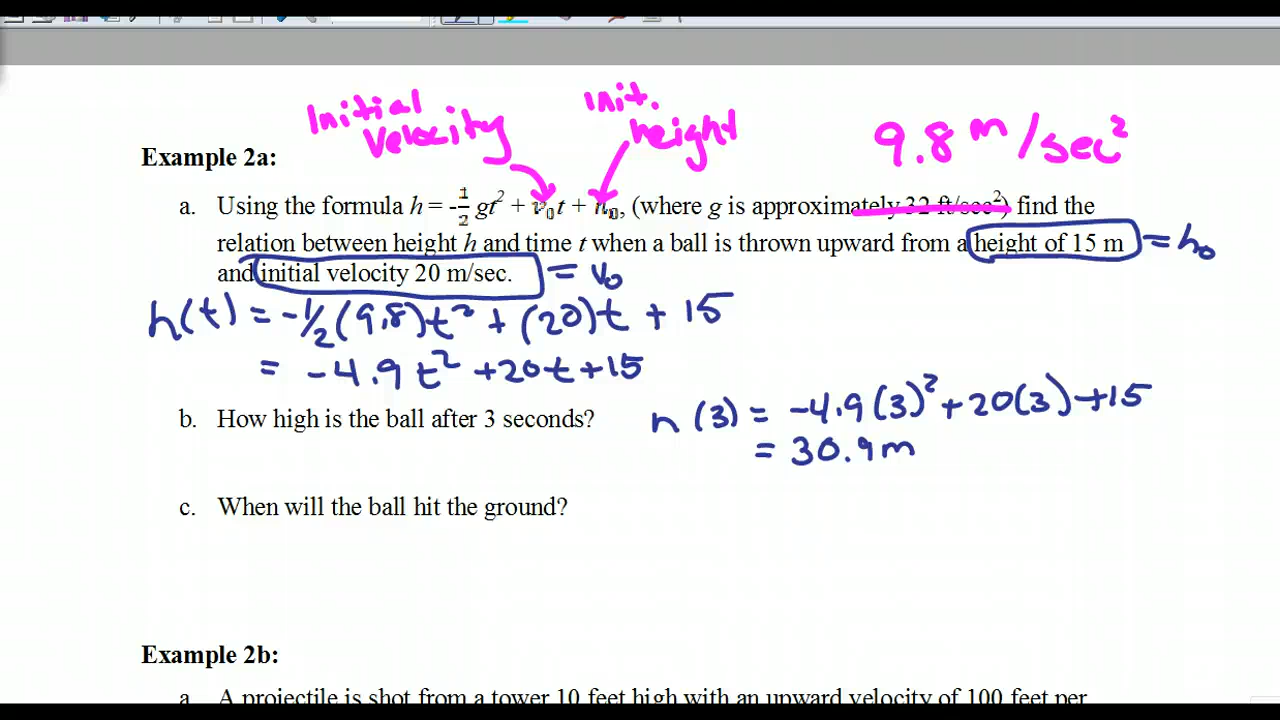 Initial
Velocity
Init.
height
9.8 m/sec²
Example 2a:
a. Using the formula h = -½ gt² + v₀t + h₀, (where g is approximately 32 ft/sec²) find the
relation between height h and time t when a ball is thrown upward from a height of 15 m = h₀
and initial velocity 20 m/sec. = v₀
h(t) = -½(9.8)t² + (20)t + 15
= -4.9t² + 20t + 15
b. How high is the ball after 3 seconds? h(3) = -4.9(3)² + 20(3) + 15
= 30.9m
c. When will the ball hit the ground?
Example 2b:
a A projectile is shot from a tower 10 feet high with an upward velocity of 100 feet per